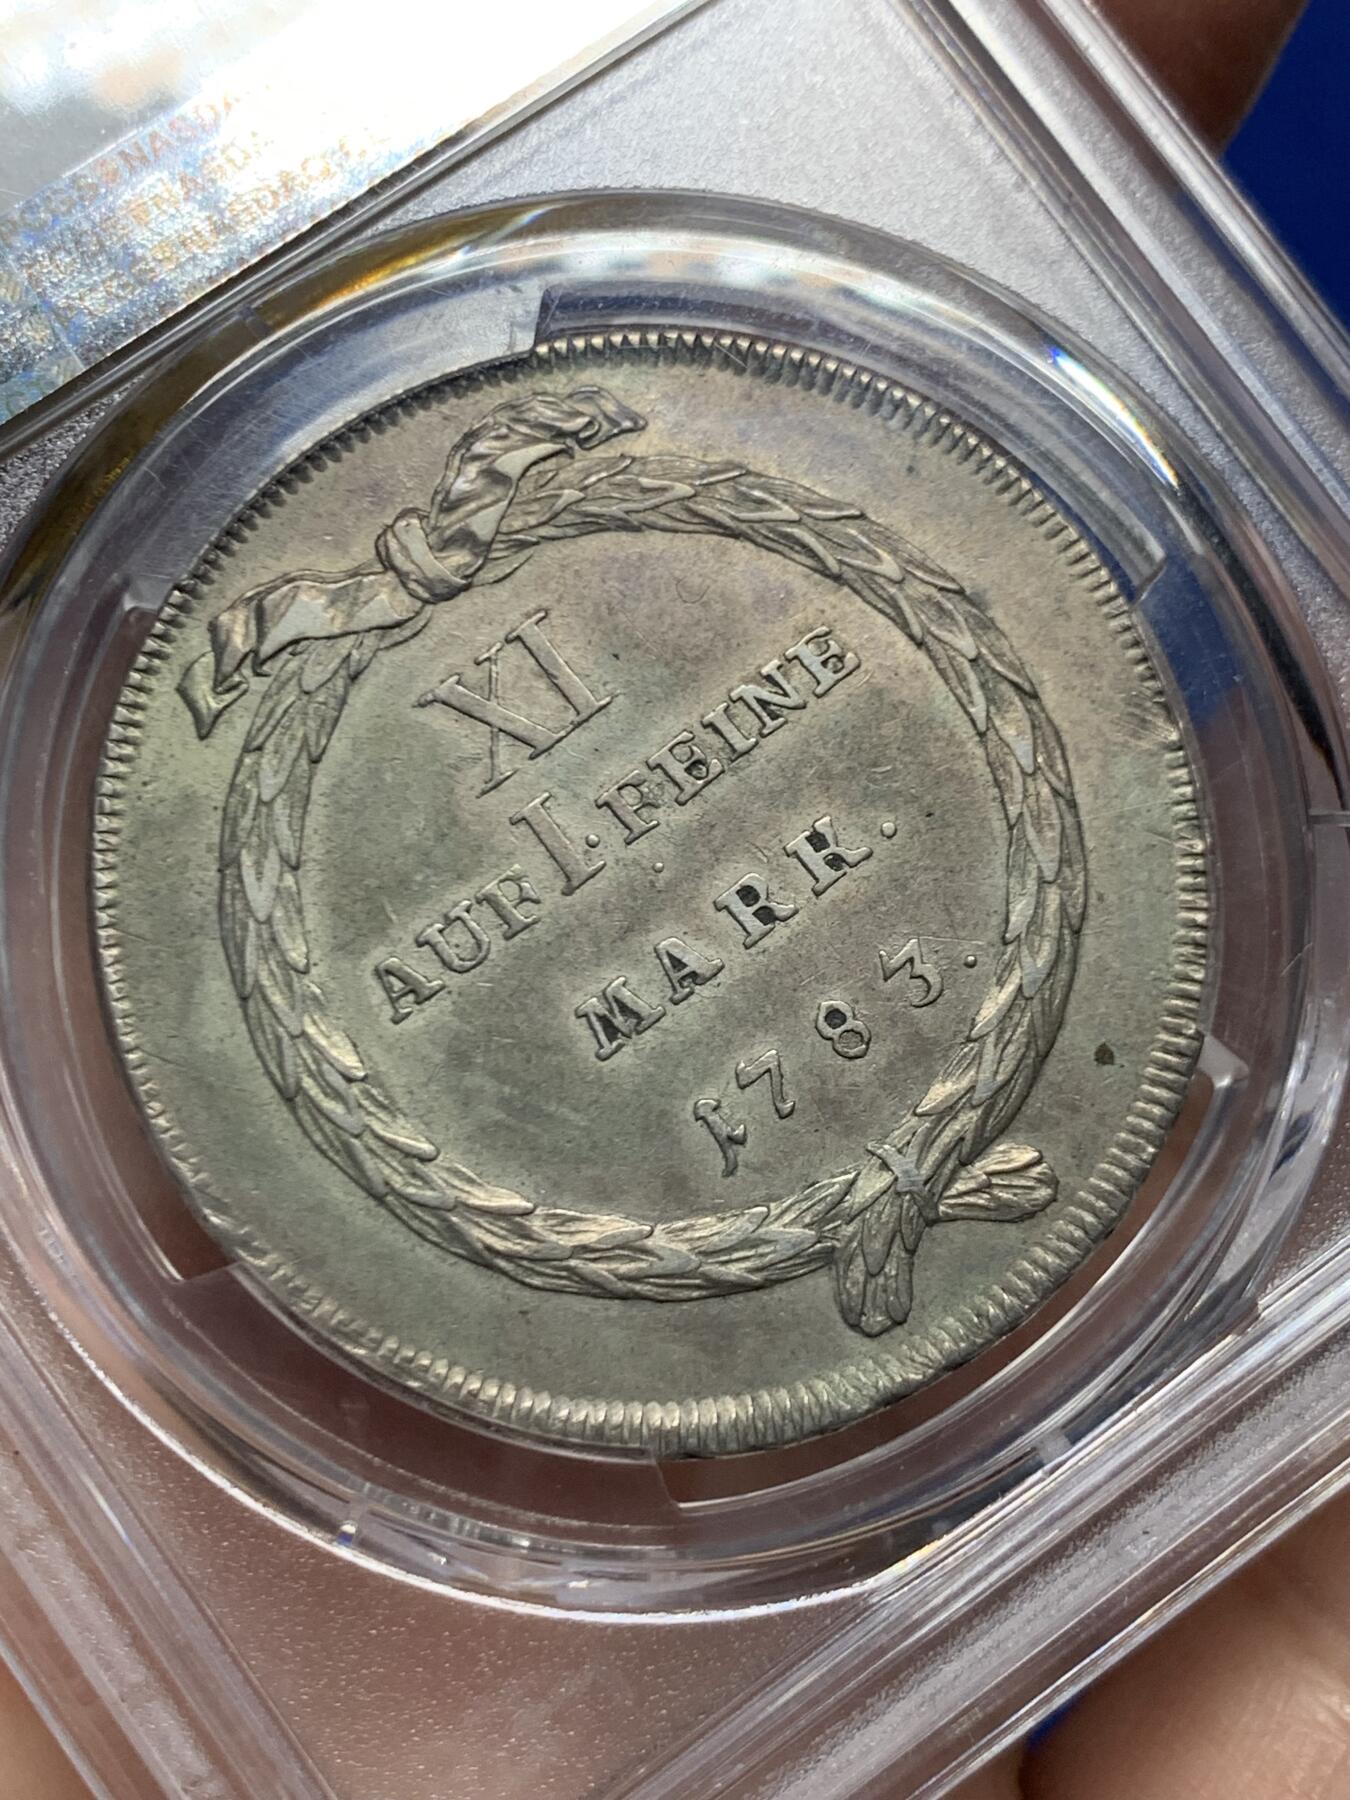 XI
AUF I. FEINE
MARK.
1783.